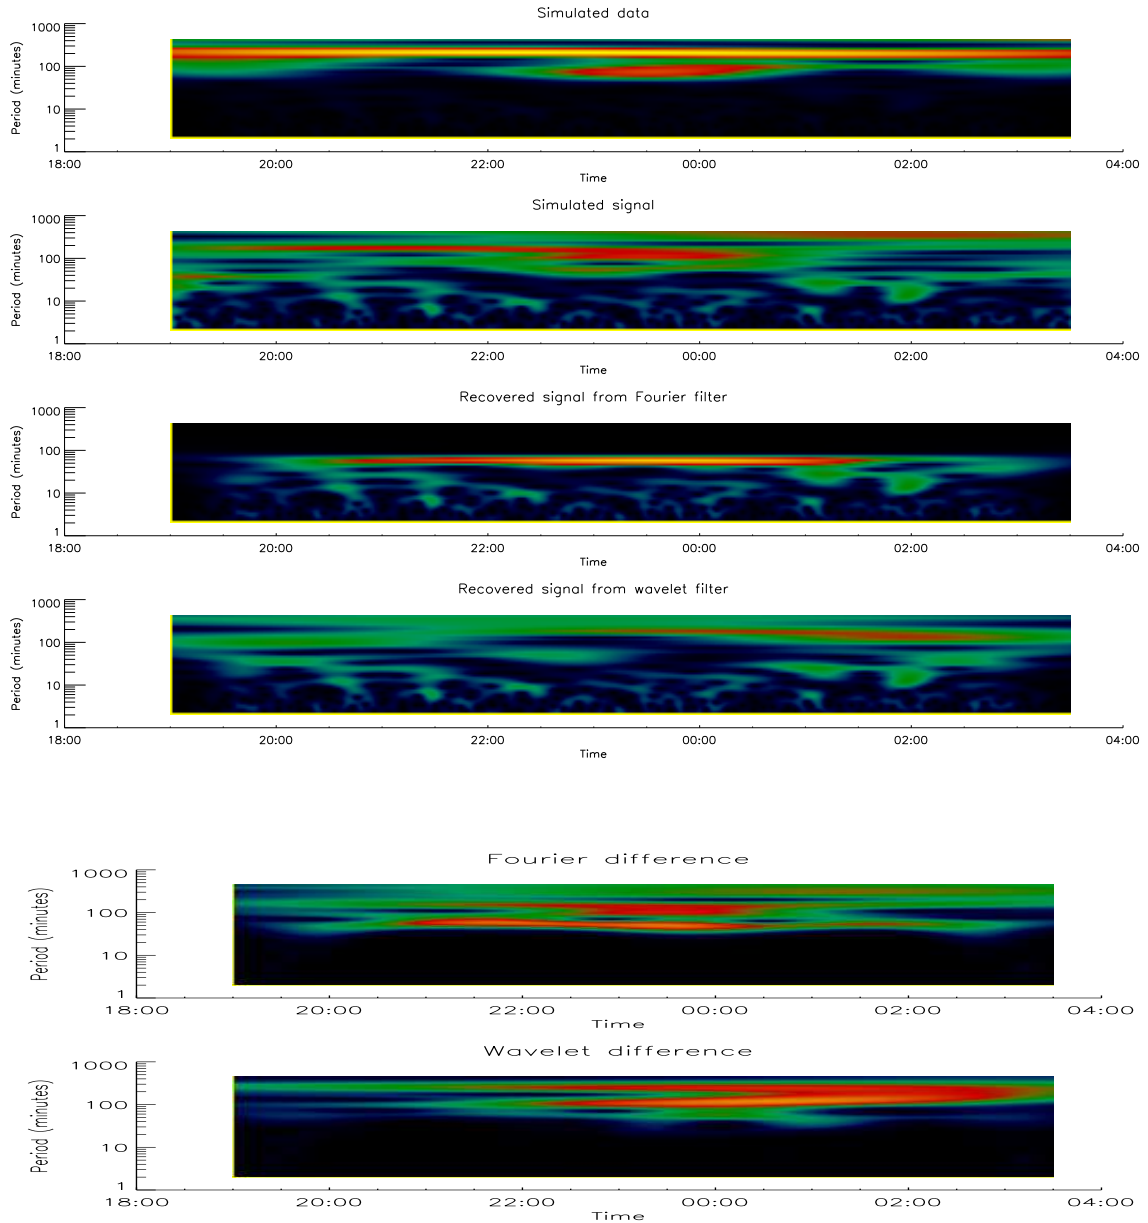 Simulated data
1000
100
10
1
Period (minutes)
18:00 20:00 22:00 00:00 02:00 04:00
Time
Simulated signal
1000
100
10
1
Period (minutes)
18:00 20:00 22:00 00:00 02:00 04:00
Time
Recovered signal from Fourier filter
1000
100
10
1
Period (minutes)
18:00 20:00 22:00 00:00 02:00 04:00
Time
Recovered signal from wavelet filter
1000
100
10
1
Period (minutes)
18:00 20:00 22:00 00:00 02:00 04:00
Time
Fourier difference
1000
100
10
1
Period (minutes)
18:00 20:00 22:00 00:00 02:00 04:00
Time
Wavelet difference
1000
100
10
1
Period (minutes)
18:00 20:00 22:00 00:00 02:00 04:00
Time